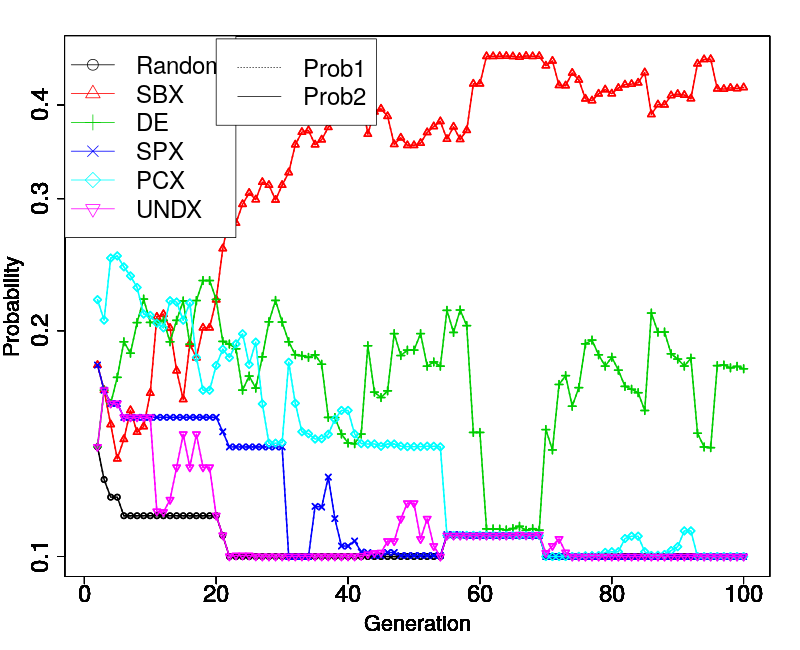 Randon
SBX
DE
SPX
PCX
UNDX
Prob1
Prob2
0.4
0.3
0.2
0.1
Probability
0
20
40
60
80
100
Generation